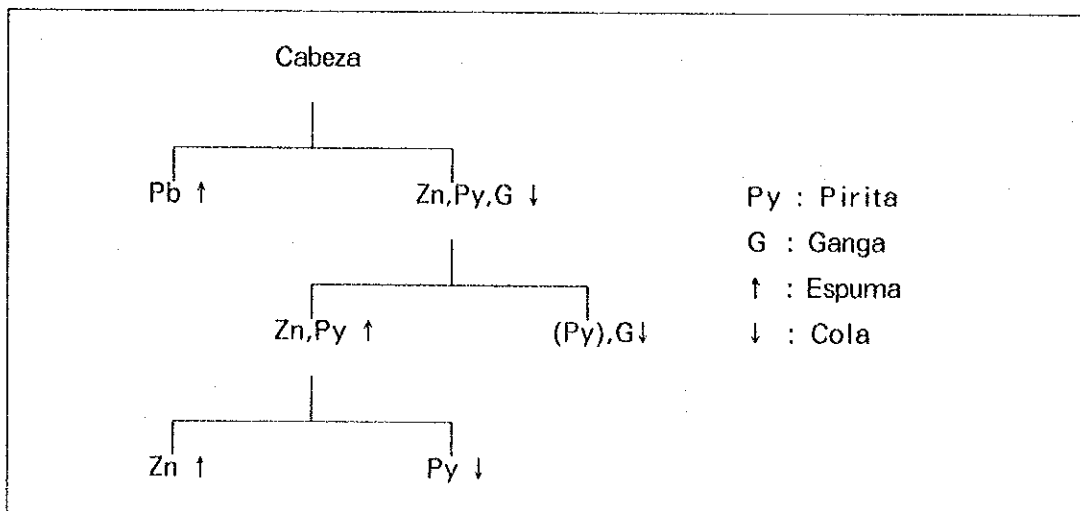 Cabeza
Pb ↑
Zn,Py,G ↓
Zn,Py ↑
(Py),G↓
Zn ↑
Py ↓
Py : Pirita
G : Ganga
↑ : Espuma
↓ : Cola